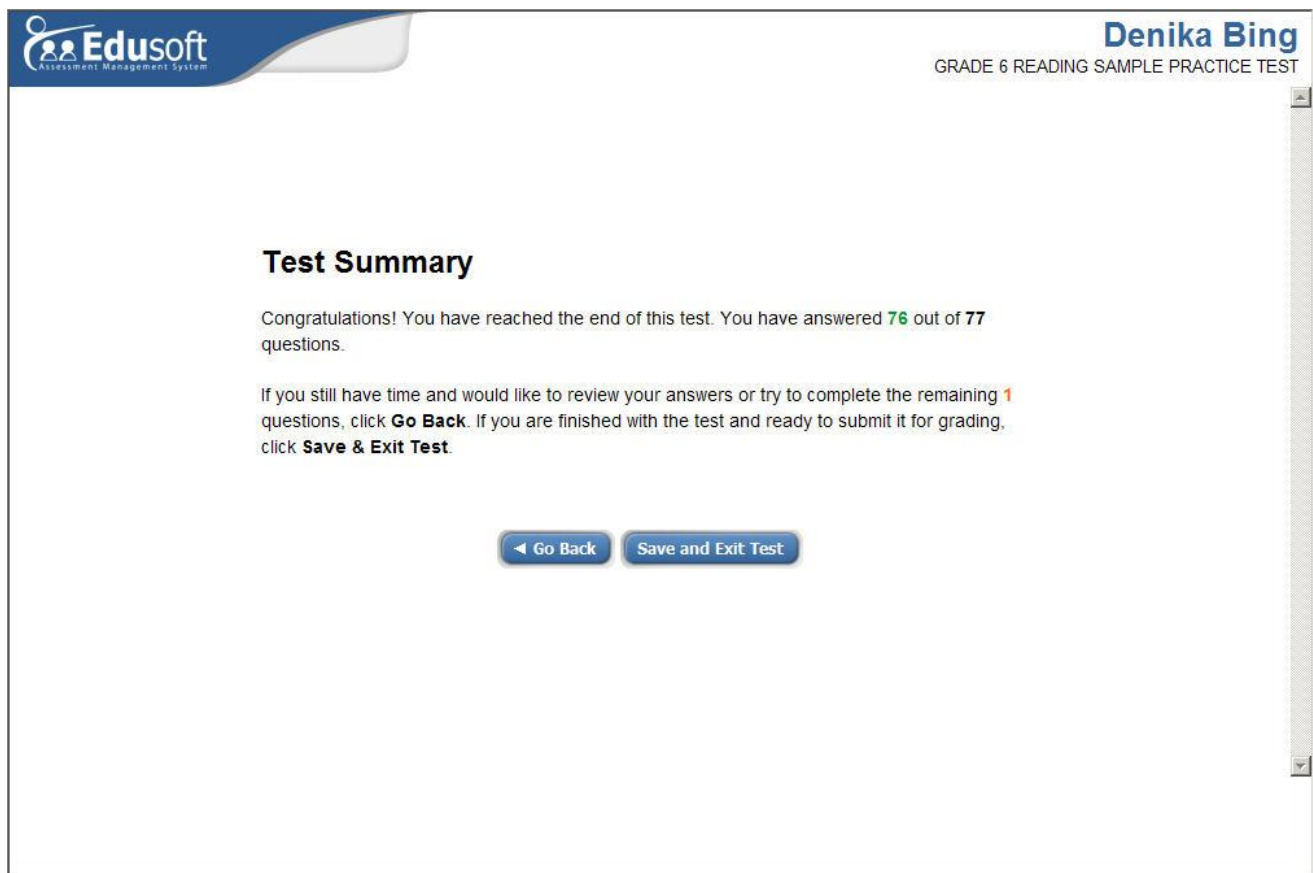 Edusoft
Assessment Management System
Denika Bing
GRADE 6 READING SAMPLE PRACTICE TEST
Test Summary
Congratulations! You have reached the end of this test. You have answered 76 out of 77
questions.
If you still have time and would like to review your answers or try to complete the remaining 1
questions, click Go Back. If you are finished with the test and ready to submit it for grading,
click Save & Exit Test.
Go Back
Save and Exit Test